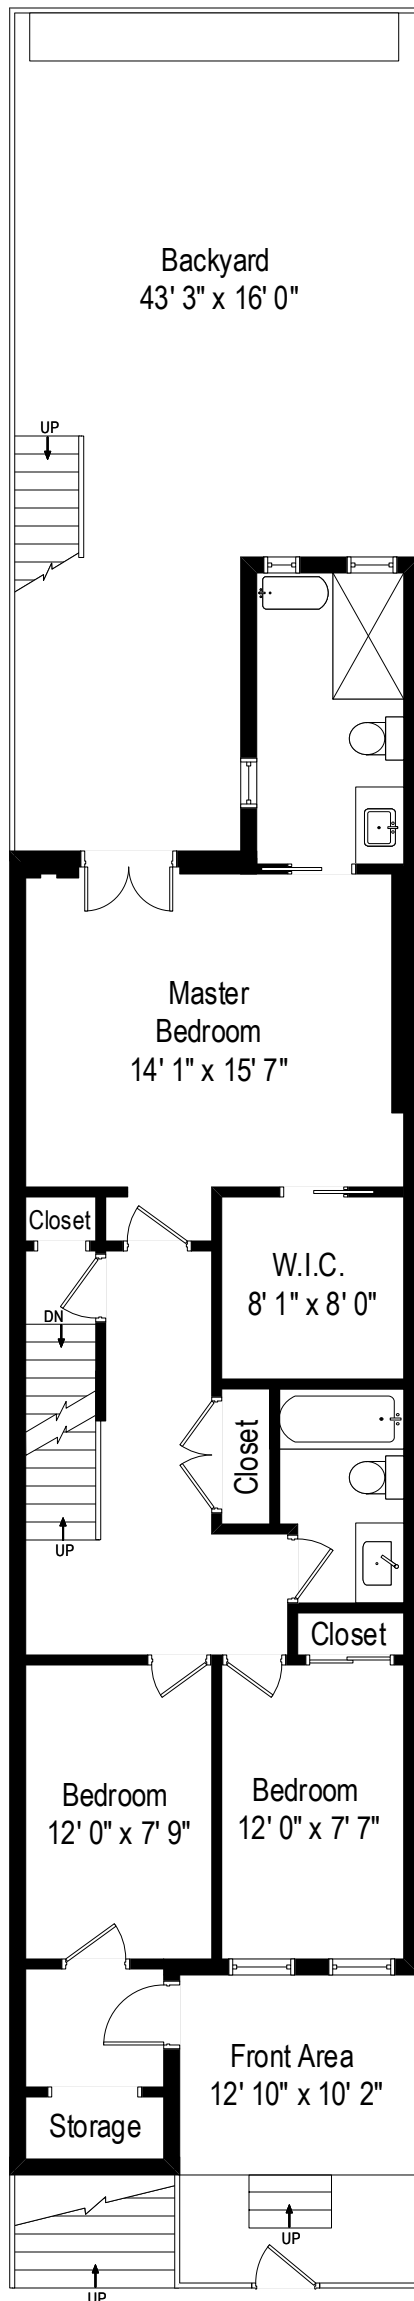 Backyard
43' 3" x 16' 0"
UP
Master
Bedroom
14' 1" x 15' 7"
Closet
W.I.C.
8' 1" x 8' 0"
DN
Closet
UP
Closet
Bedroom
12' 0" x 7' 9"
Bedroom
12' 0" x 7' 7"
Front Area
12' 10" x 10' 2"
Storage
UP
UP